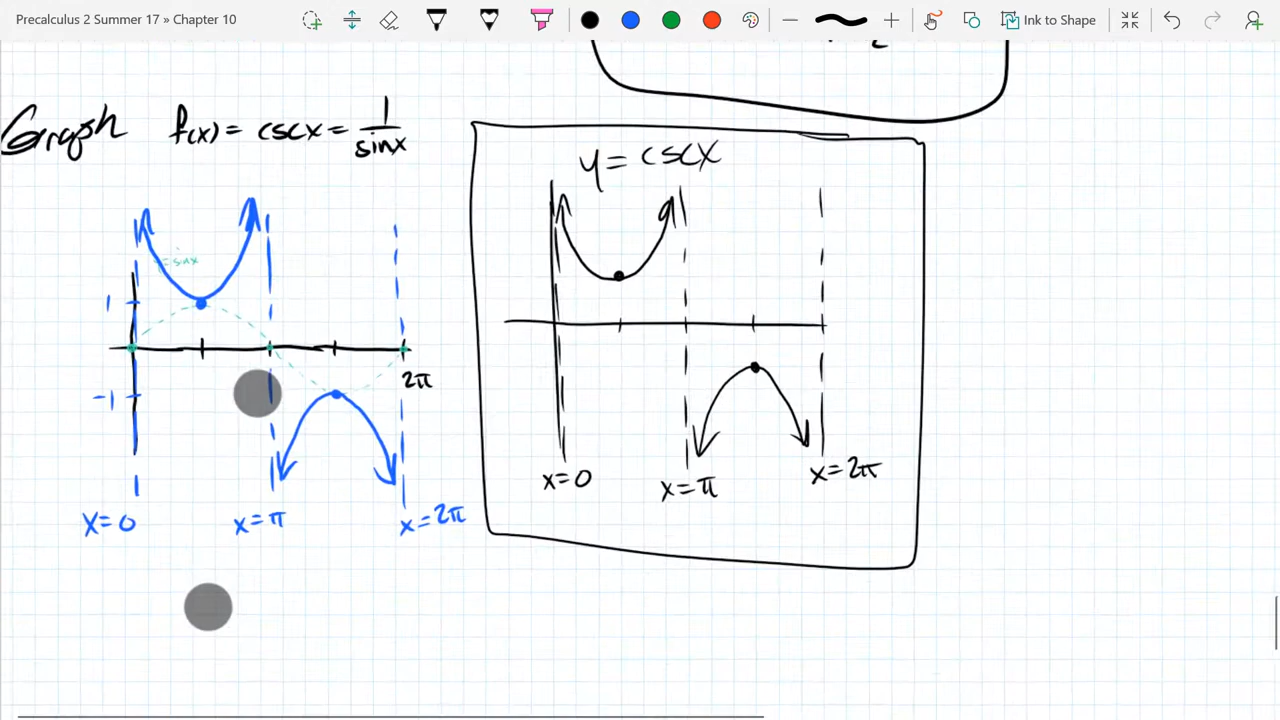 Precalculus 2 Summer 17 » Chapter 10
Ink to Shape
Graph f(x) = cscx = 1/sinx
y = sinx
1
-1
2π
x=0
x=π
x=2π
y = cscx
x=0
x=π
x=2π